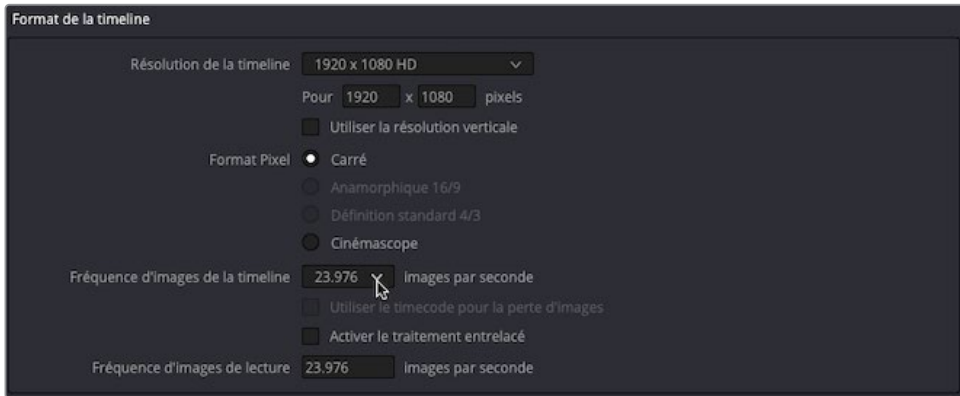 Format de la timeline
Résolution de la timeline 1920 x 1080 HD
Pour 1920 x 1080 pixels
Utiliser la résolution verticale
Format Pixel Carré
Anamorphique 16/9
Définition standard 4/3
Cinémascope
Fréquence d'images de la timeline 23.976 images par seconde
Utiliser le timecode pour la perte d'images
Activer le traitement entrelacé
Fréquence d'images de lecture 23.976 images par seconde